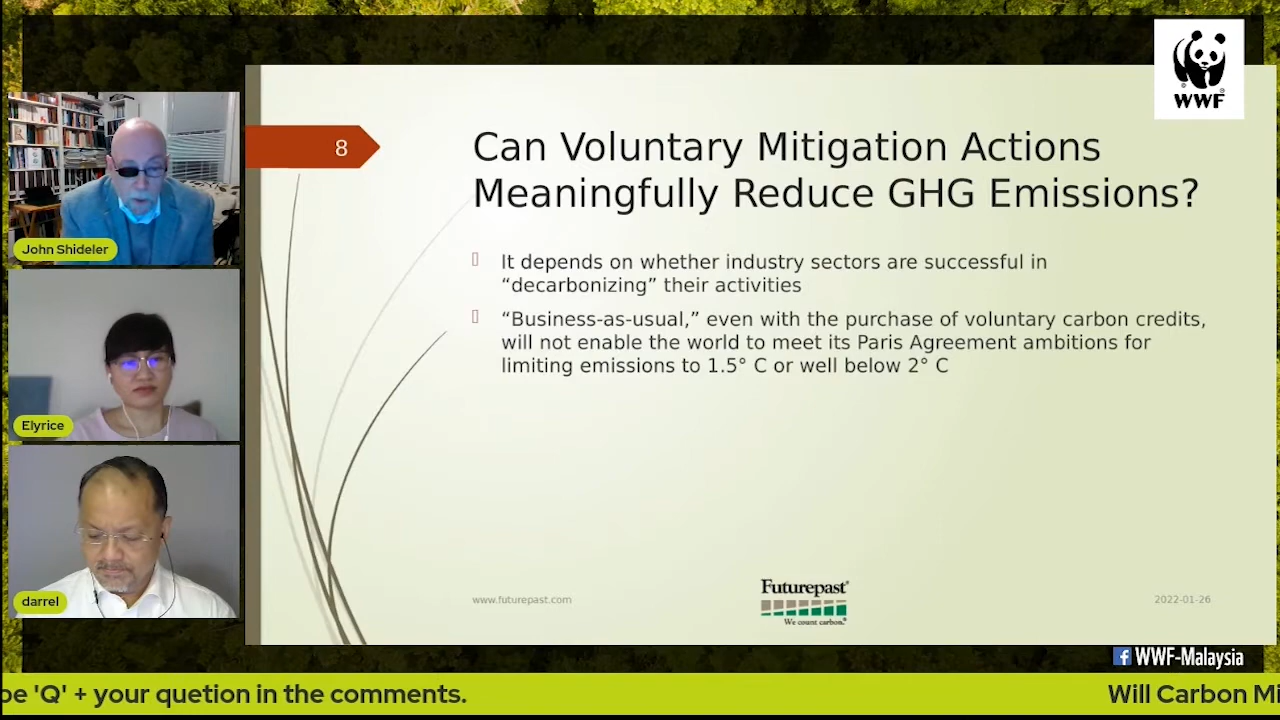 WWF
8
Can Voluntary Mitigation Actions
Meaningfully Reduce GHG Emissions?
It depends on whether industry sectors are successful in
“decarbonizing” their activities
“Business-as-usual,” even with the purchase of voluntary carbon credits,
will not enable the world to meet its Paris Agreement ambitions for
limiting emissions to 1.5° C or well below 2° C
John Shideler
Elyrice
darrel
www.futurepast.com
Futurepast®
We count carbon.®
2022-01-26
WWF-Malaysia
pe 'Q' + your quetion in the comments.
Will Carbon Mi